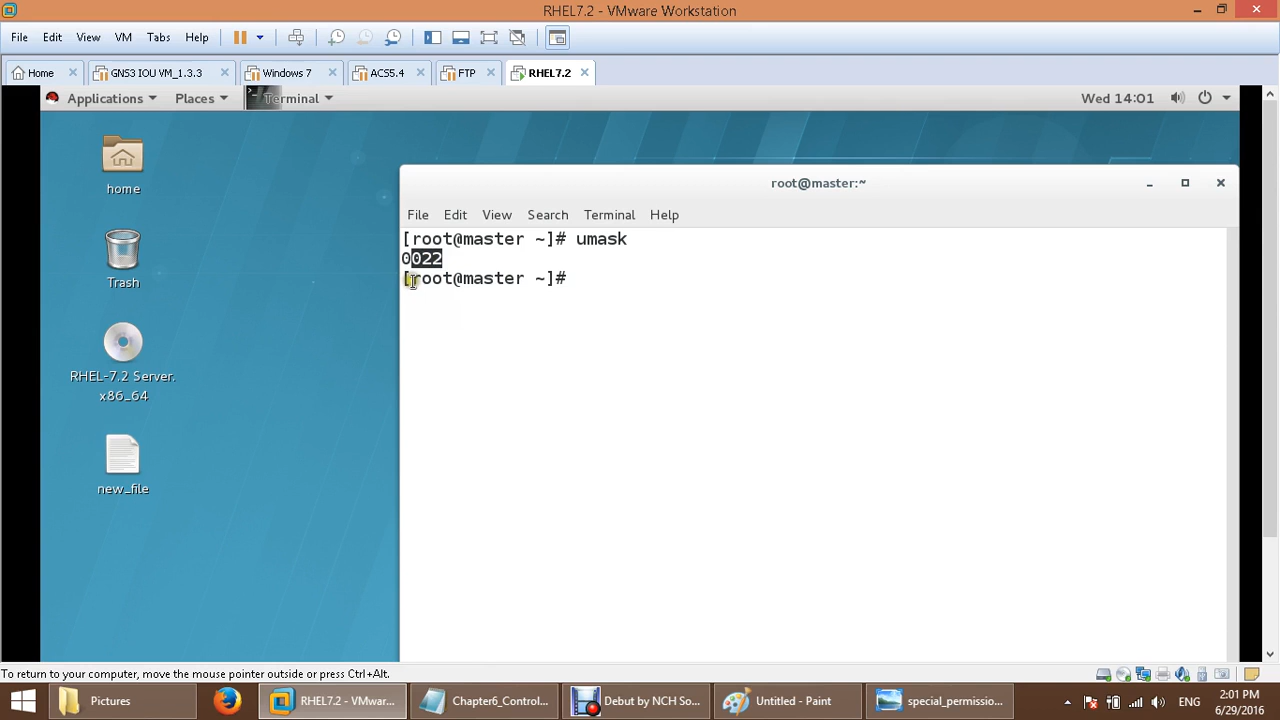 RHEL7.2 - VMware Workstation
File Edit View VM Tabs Help
Home GNS3 IOU VM_1.3.3 Windows 7 ACS5.4 FTP RHEL7.2
Applications Places Terminal Wed 14:01
home
Trash
RHEL-7.2 Server.
x86_64
new_file
root@master:~
File Edit View Search Terminal Help
[root@master ~]# umask
0022
[root@master ~]#
To return to your computer, move the mouse pointer outside or press Ctrl+Alt.
Pictures RHEL7.2 - VMwar... Chapter6_Control... Debut by NCH So... Untitled - Paint special_permissio... ENG 2:01 PM
6/29/2016